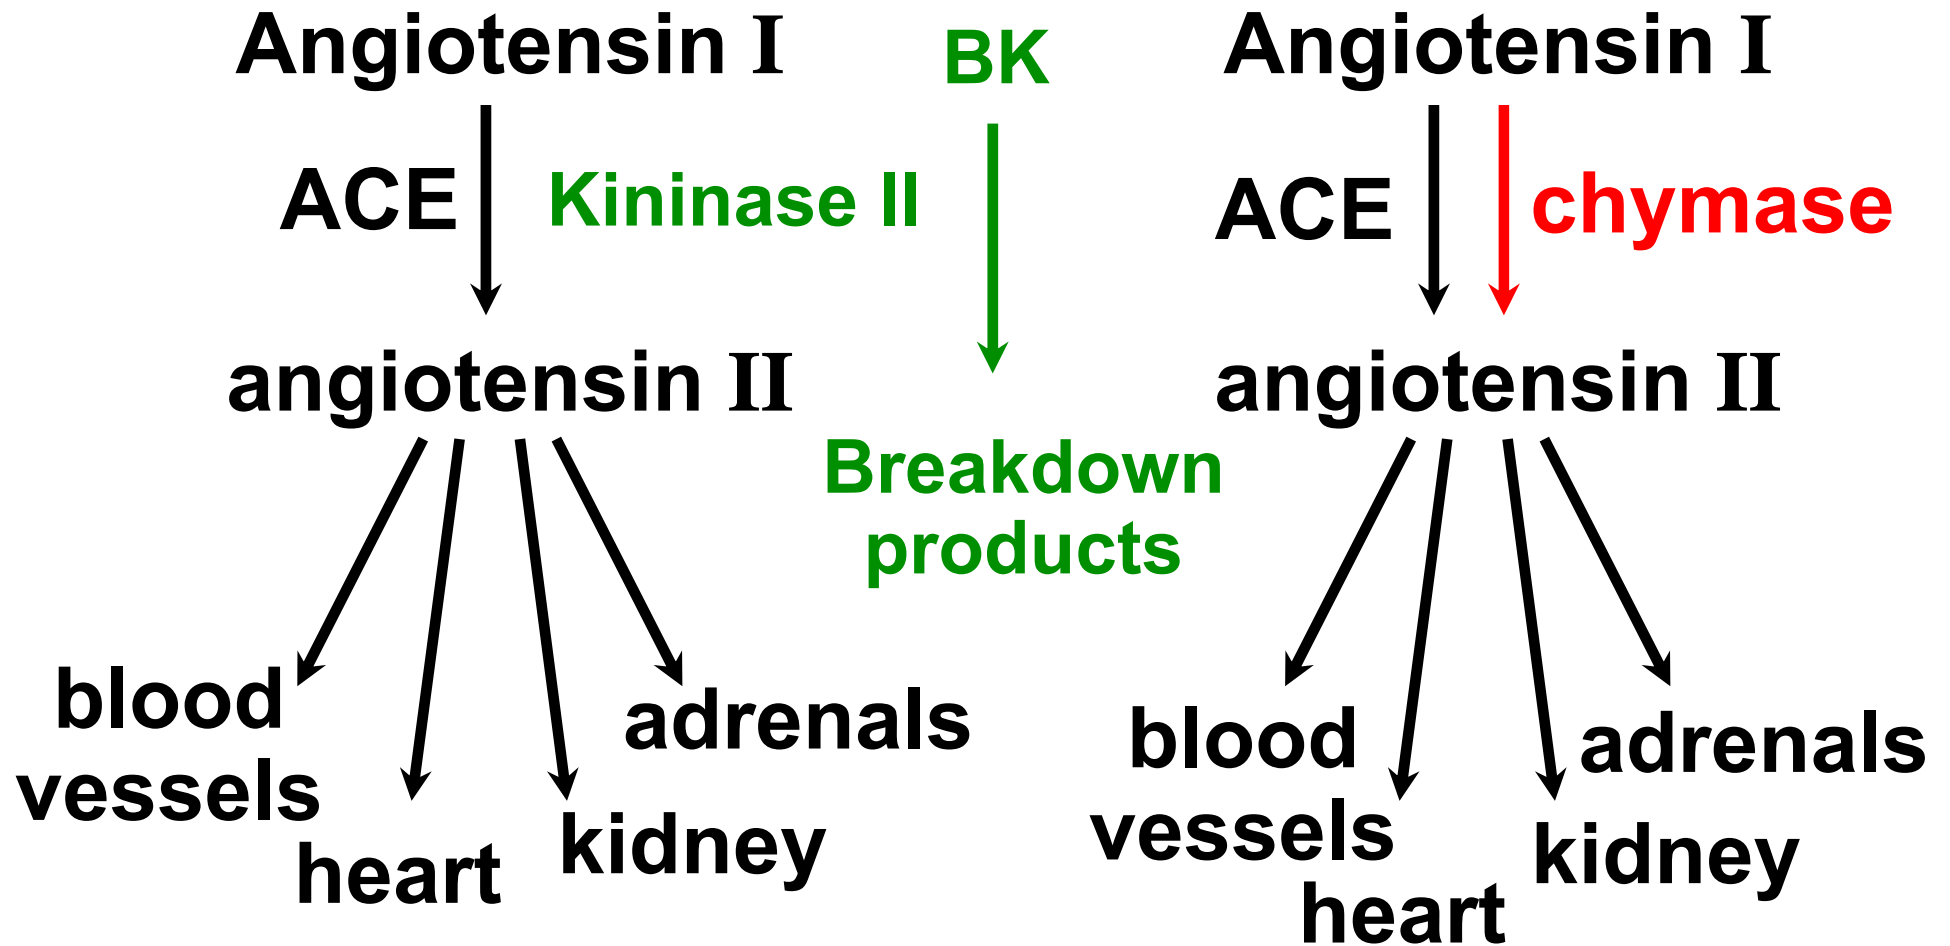 Angiotensin I
ACE
Kininase II
angiotensin II
blood
vessels
heart
kidney
adrenals
BK
Breakdown
products
Angiotensin I
ACE
chymase
angiotensin II
blood
vessels
heart
kidney
adrenals